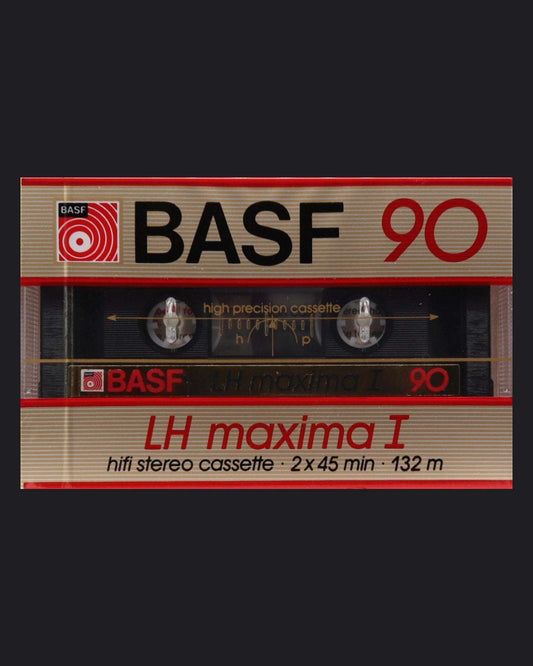 BASF
BASF 90
high precision cassette
h p
BASF LH maxima I 90
LH maxima I
hifi stereo cassette · 2 x 45 min · 132 m